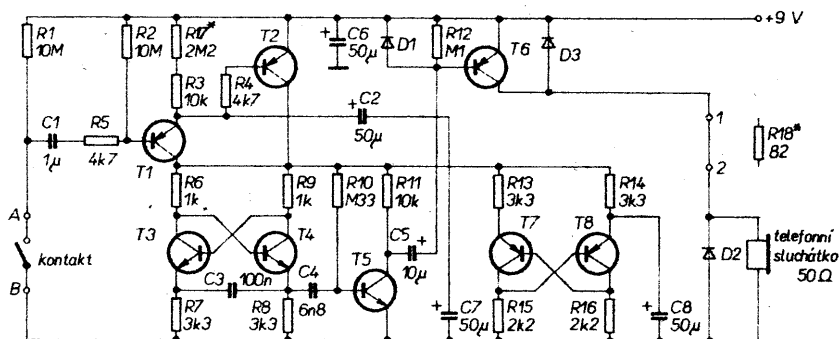 R1
10M
R2
10M
R17*
2M2
T2
C6
50µ
D1
R12
M1
T6
D3
+9 V
R3
10k
R4
4k7
C1
1µ
R5
4k7
C2
50µ
T1
1
2
R18*
82
R6
1k
R9
1k
R10
M33
R11
10k
R13
3k3
R14
3k3
A
kontakt
B
T3
T4
C3
100n
C4
6n8
T5
C5
10µ
T7
T8
D2
telefonní
sluchátko
50Ω
R7
3k3
R8
3k3
C7
50µ
R15
2k2
R16
2k2
C8
50µ